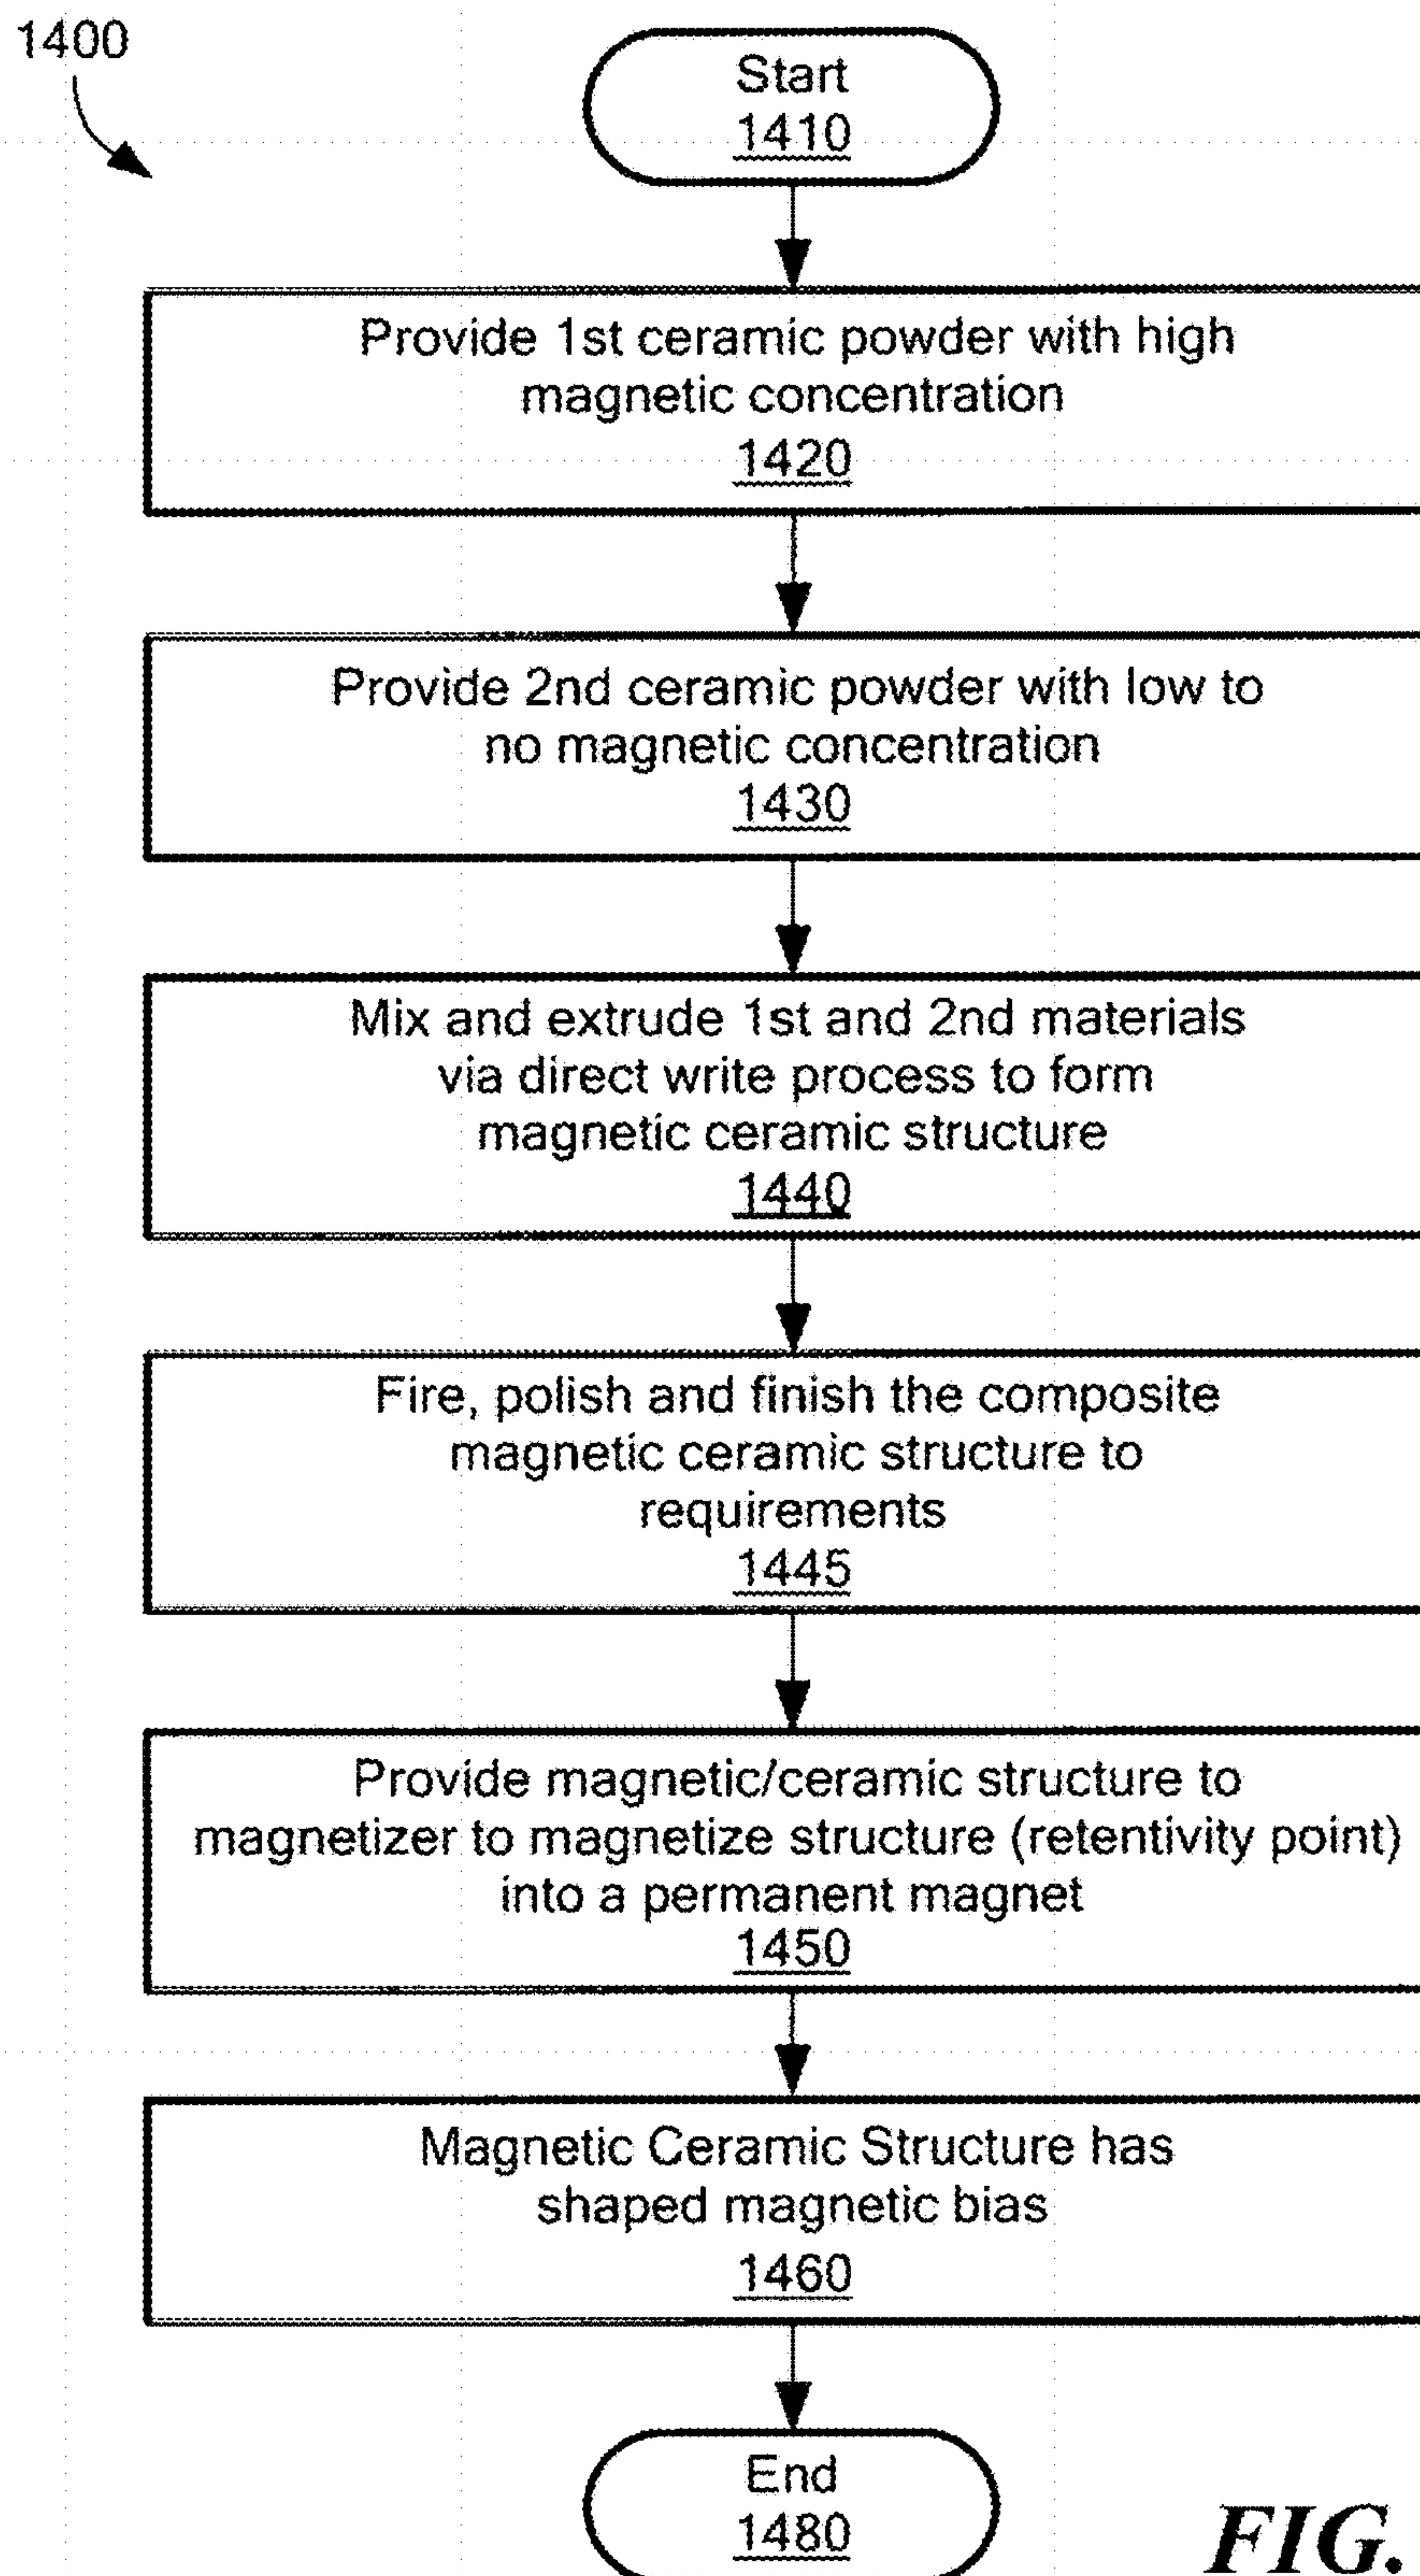 1400
Start
1410
Provide 1st ceramic powder with high
magnetic concentration
1420
Provide 2nd ceramic powder with low to
no magnetic concentration
1430
Mix and extrude 1st and 2nd materials
via direct write process to form
magnetic ceramic structure
1440
Fire, polish and finish the composite
magnetic ceramic structure to
requirements
1445
Provide magnetic/ceramic structure to
magnetizer to magnetize structure (retentivity point)
into a permanent magnet
1450
Magnetic Ceramic Structure has
shaped magnetic bias
1460
End
1480
FIG.